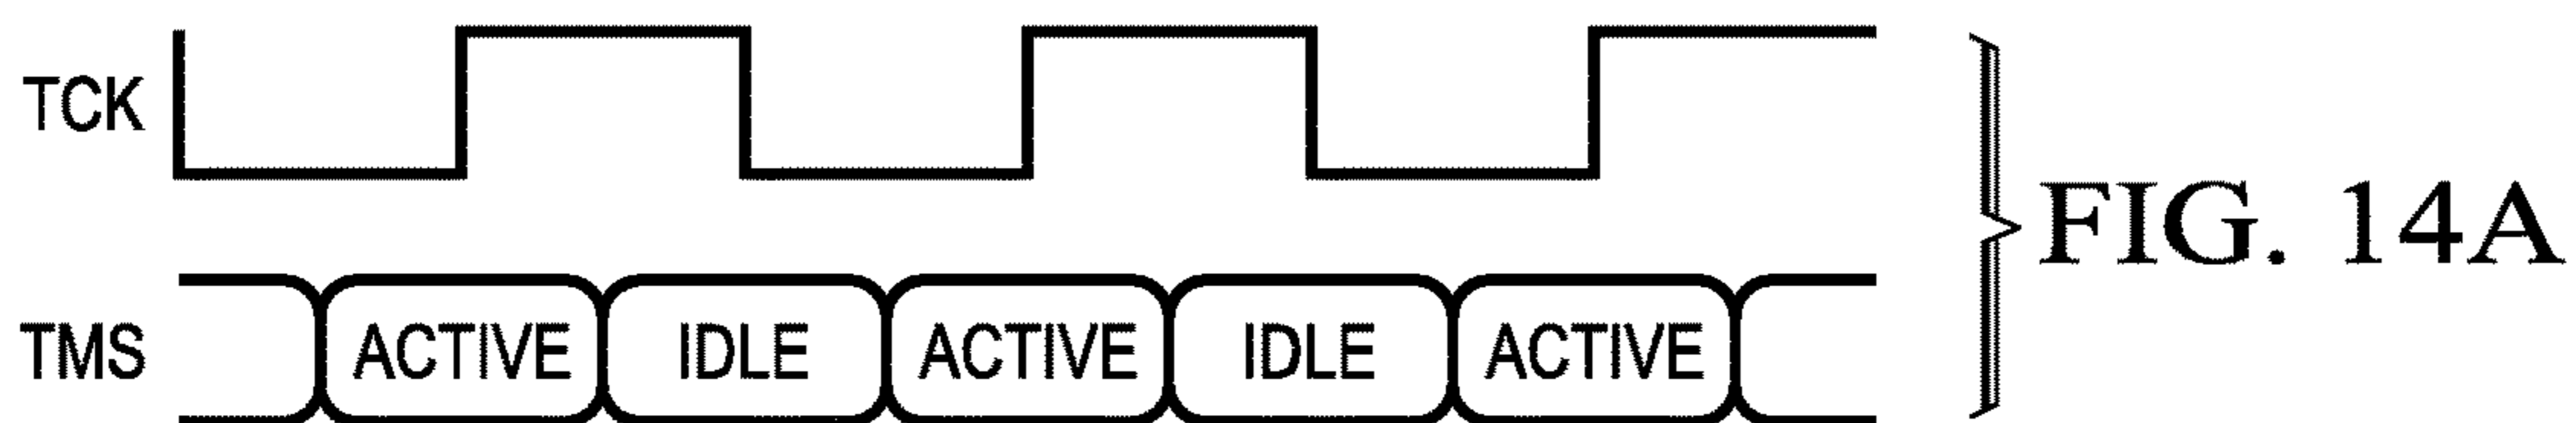 TCK
FIG. 14A
TMS ACTIVE IDLE ACTIVE IDLE ACTIVE